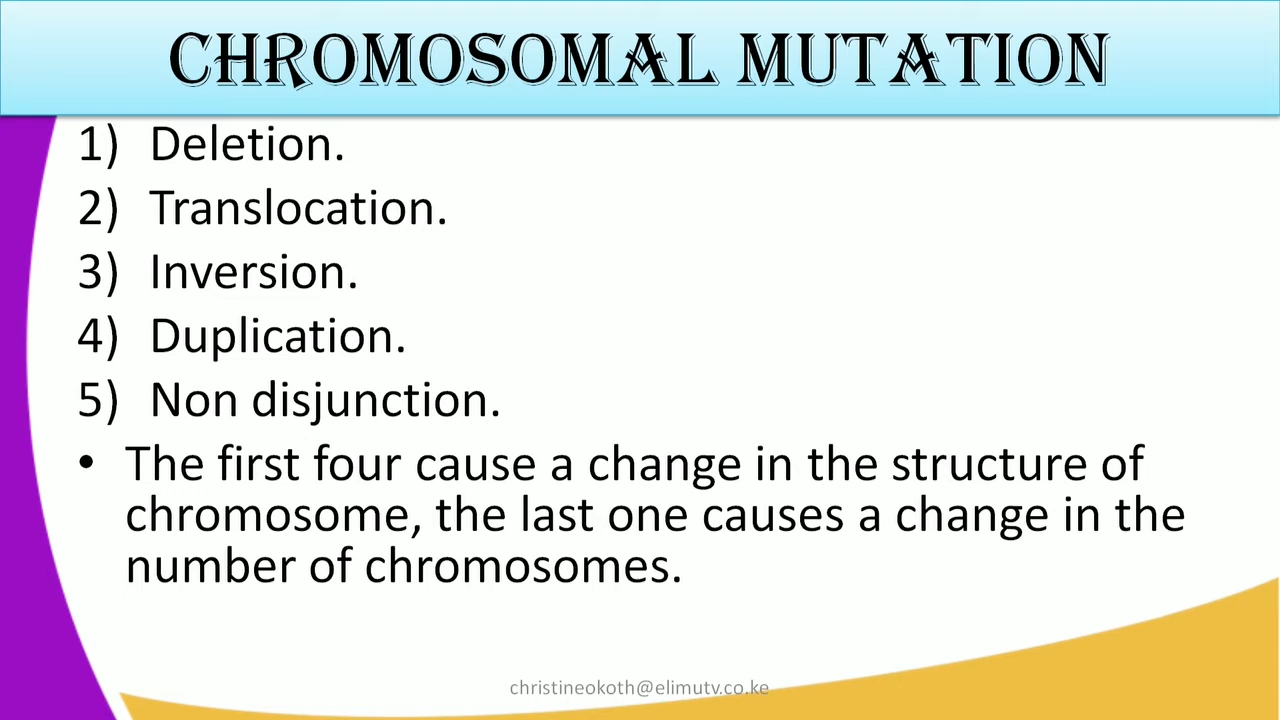 CHROMOSOMAL MUTATION
1) Deletion.
2) Translocation.
3) Inversion.
4) Duplication.
5) Non disjunction.
• The first four cause a change in the structure of
chromosome, the last one causes a change in the
number of chromosomes.
christineokoth@elimutv.co.ke